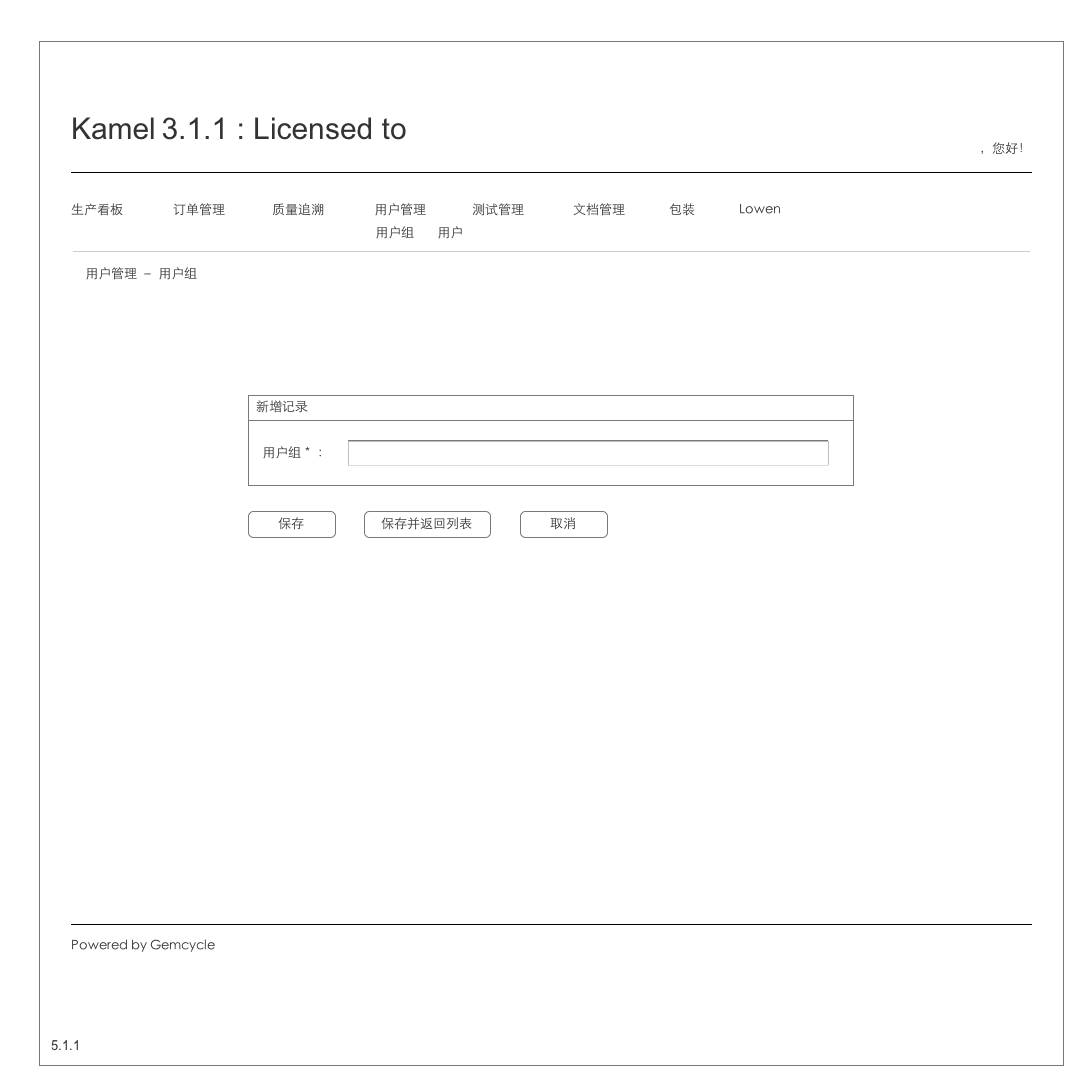 Kamel 3.1.1 : Licensed to
，您好！
生产看板 订单管理 质量追溯 用户管理 测试管理 文档管理 包装 Lowen
用户组 用户
用户管理 – 用户组
新增记录
用户组 * ：
保存 保存并返回列表 取消
Powered by Gemcycle
5.1.1